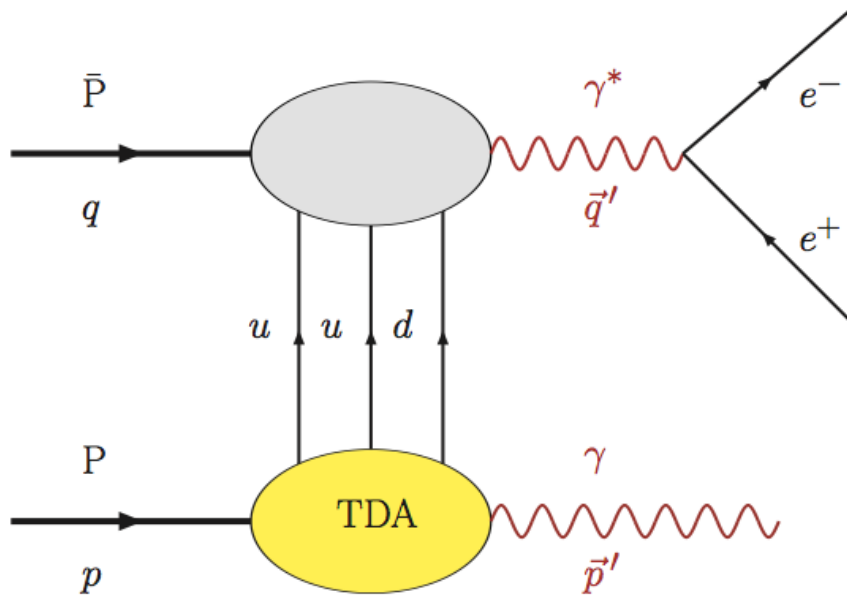 P̄ γ* e⁻
q q⃗′ e⁺
u u d
P TDA γ
p p⃗′